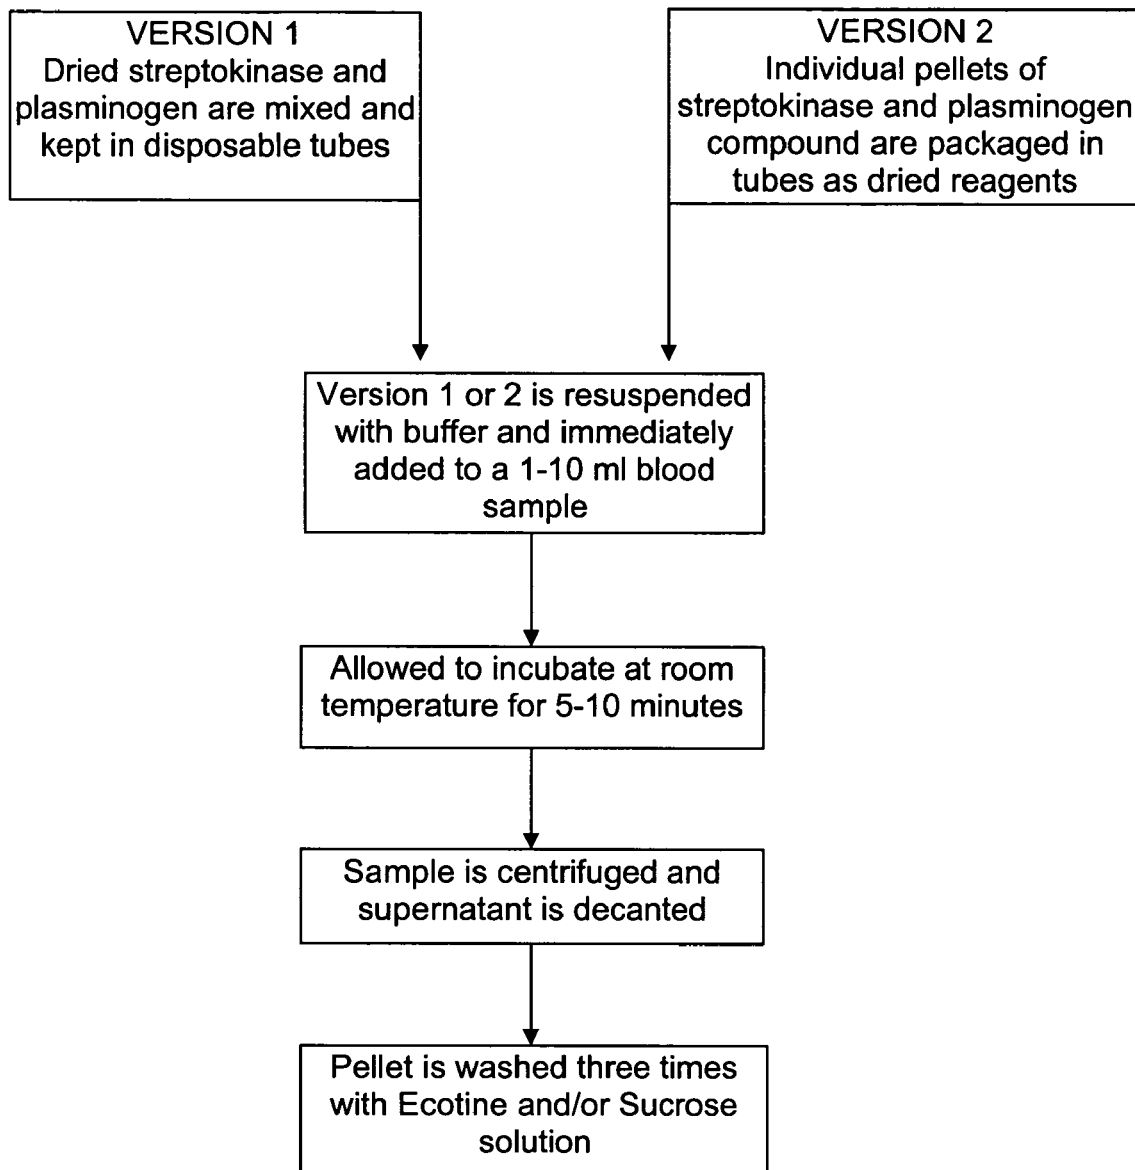 VERSION 1
Dried streptokinase and
plasminogen are mixed and
kept in disposable tubes
VERSION 2
Individual pellets of
streptokinase and plasminogen
compound are packaged in
tubes as dried reagents
Version 1 or 2 is resuspended
with buffer and immediately
added to a 1-10 ml blood
sample
Allowed to incubate at room
temperature for 5-10 minutes
Sample is centrifuged and
supernatant is decanted
Pellet is washed three times
with Ecotine and/or Sucrose
solution